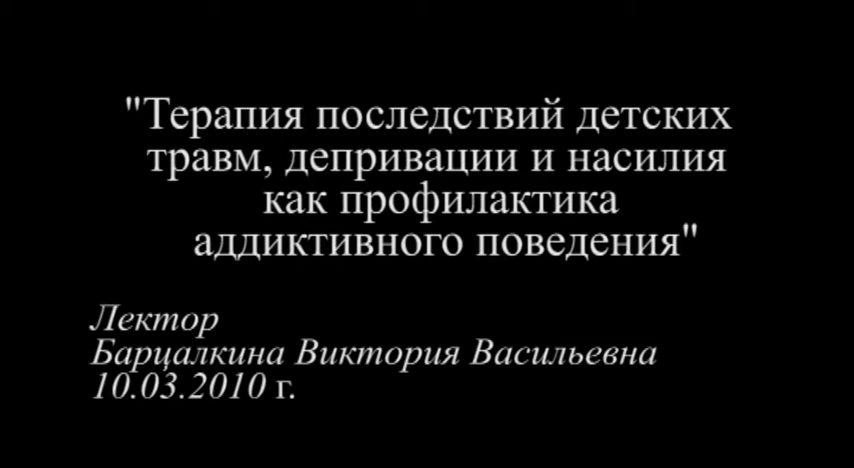 "Терапия последствий детских
травм, депривации и насилия
как профилактика
аддиктивного поведения"
Лектор
Барцалкина Виктория Васильевна
10.03.2010 г.